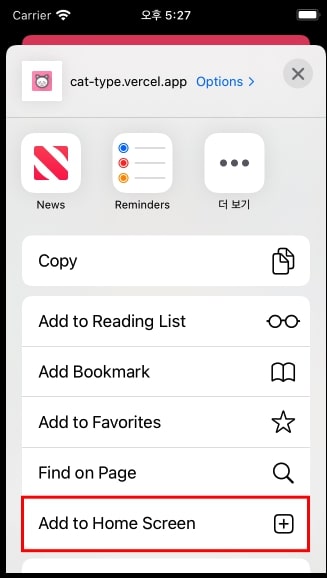 Carrier 오후 5:27
cat-type.vercel.app Options >
News Reminders 더 보기
Copy
Add to Reading List
Add Bookmark
Add to Favorites
Find on Page
Add to Home Screen